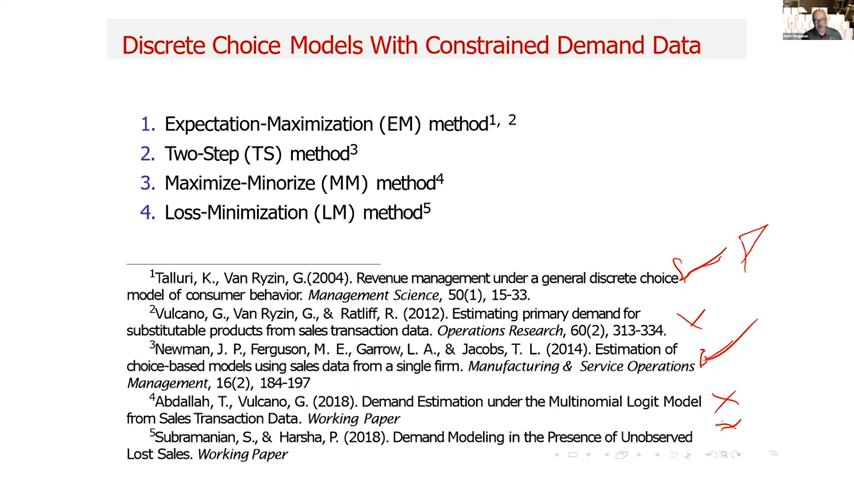 Discrete Choice Models With Constrained Demand Data
1. Expectation-Maximization (EM) method1, 2
2. Two-Step (TS) method3
3. Maximize-Minorize (MM) method4
4. Loss-Minimization (LM) method5
1Talluri, K., Van Ryzin, G.(2004). Revenue management under a general discrete choice
model of consumer behavior. Management Science, 50(1), 15-33.
2Vulcano, G., Van Ryzin, G., & Ratliff, R. (2012). Estimating primary demand for
substitutable products from sales transaction data. Operations Research, 60(2), 313-334.
3Newman, J. P., Ferguson, M. E., Garrow, L. A., & Jacobs, T. L. (2014). Estimation of
choice-based models using sales data from a single firm. Manufacturing & Service Operations
Management, 16(2), 184-197
4Abdallah, T., Vulcano, G. (2018). Demand Estimation under the Multinomial Logit Model
from Sales Transaction Data. Working Paper
5Subramanian, S., & Harsha, P. (2018). Demand Modeling in the Presence of Unobserved
Lost Sales. Working Paper